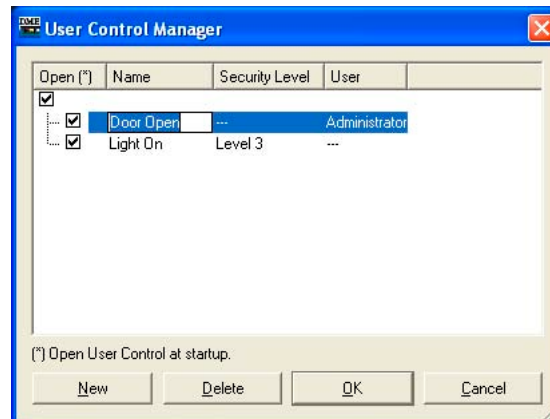 User Control Manager
Open (*) Name Security Level User
Door Open --- Administrator
Light On Level 3 ---
(*) Open User Control at startup.
New Delete OK Cancel